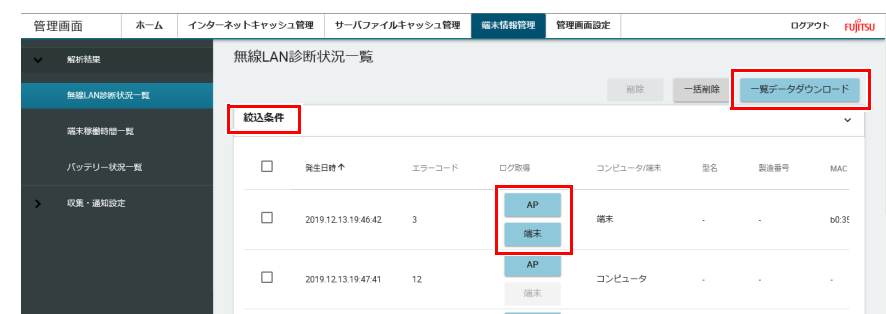 管理画面 ホーム インターネットキャッシュ管理 サーバファイルキャッシュ管理 端末情報管理 管理画面設定 ログアウト FUJITSU
解析結果
無線LAN診断状況一覧
端末稼働時間一覧
バッテリー状況一覧
収集・通知設定
無線LAN診断状況一覧
削除 一括削除 一覧データダウンロード
絞込条件
発生日時↑ エラーコード ログ取得 コンピュータ/端末 型名 製造番号 MAC
2019.12.13.19:46:42 3 AP 端末 端末 - - b0:35
2019.12.13.19:47:41 12 AP 端末 コンピュータ - - -